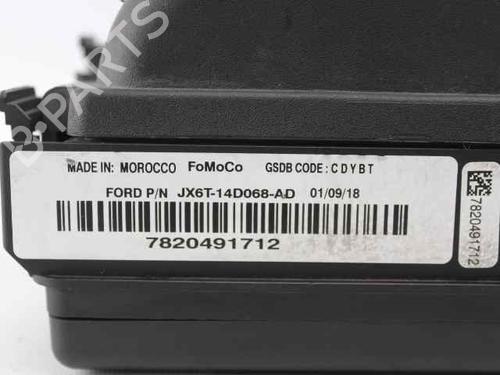 MADE IN: MOROCCO FoMoCo GSDB CODE: CDYBT
FORD P/N JX6T-14D068-AD 01/09/18
7820491712
7820491712
B-PARTS